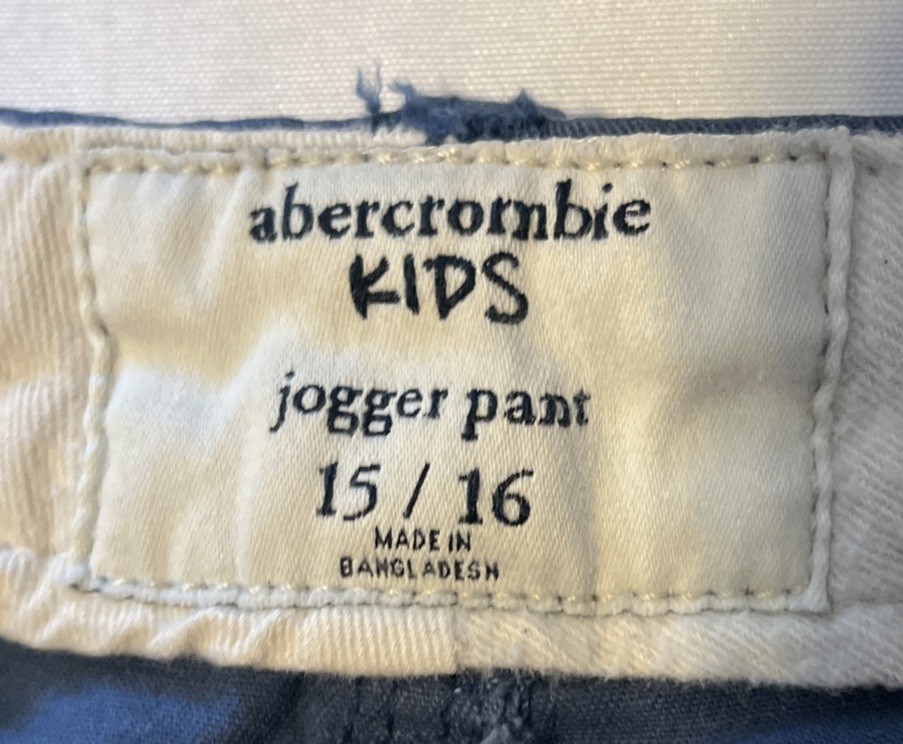 abercrombie
KIDS
jogger pant
15 / 16
MADE IN
BANGLADESH